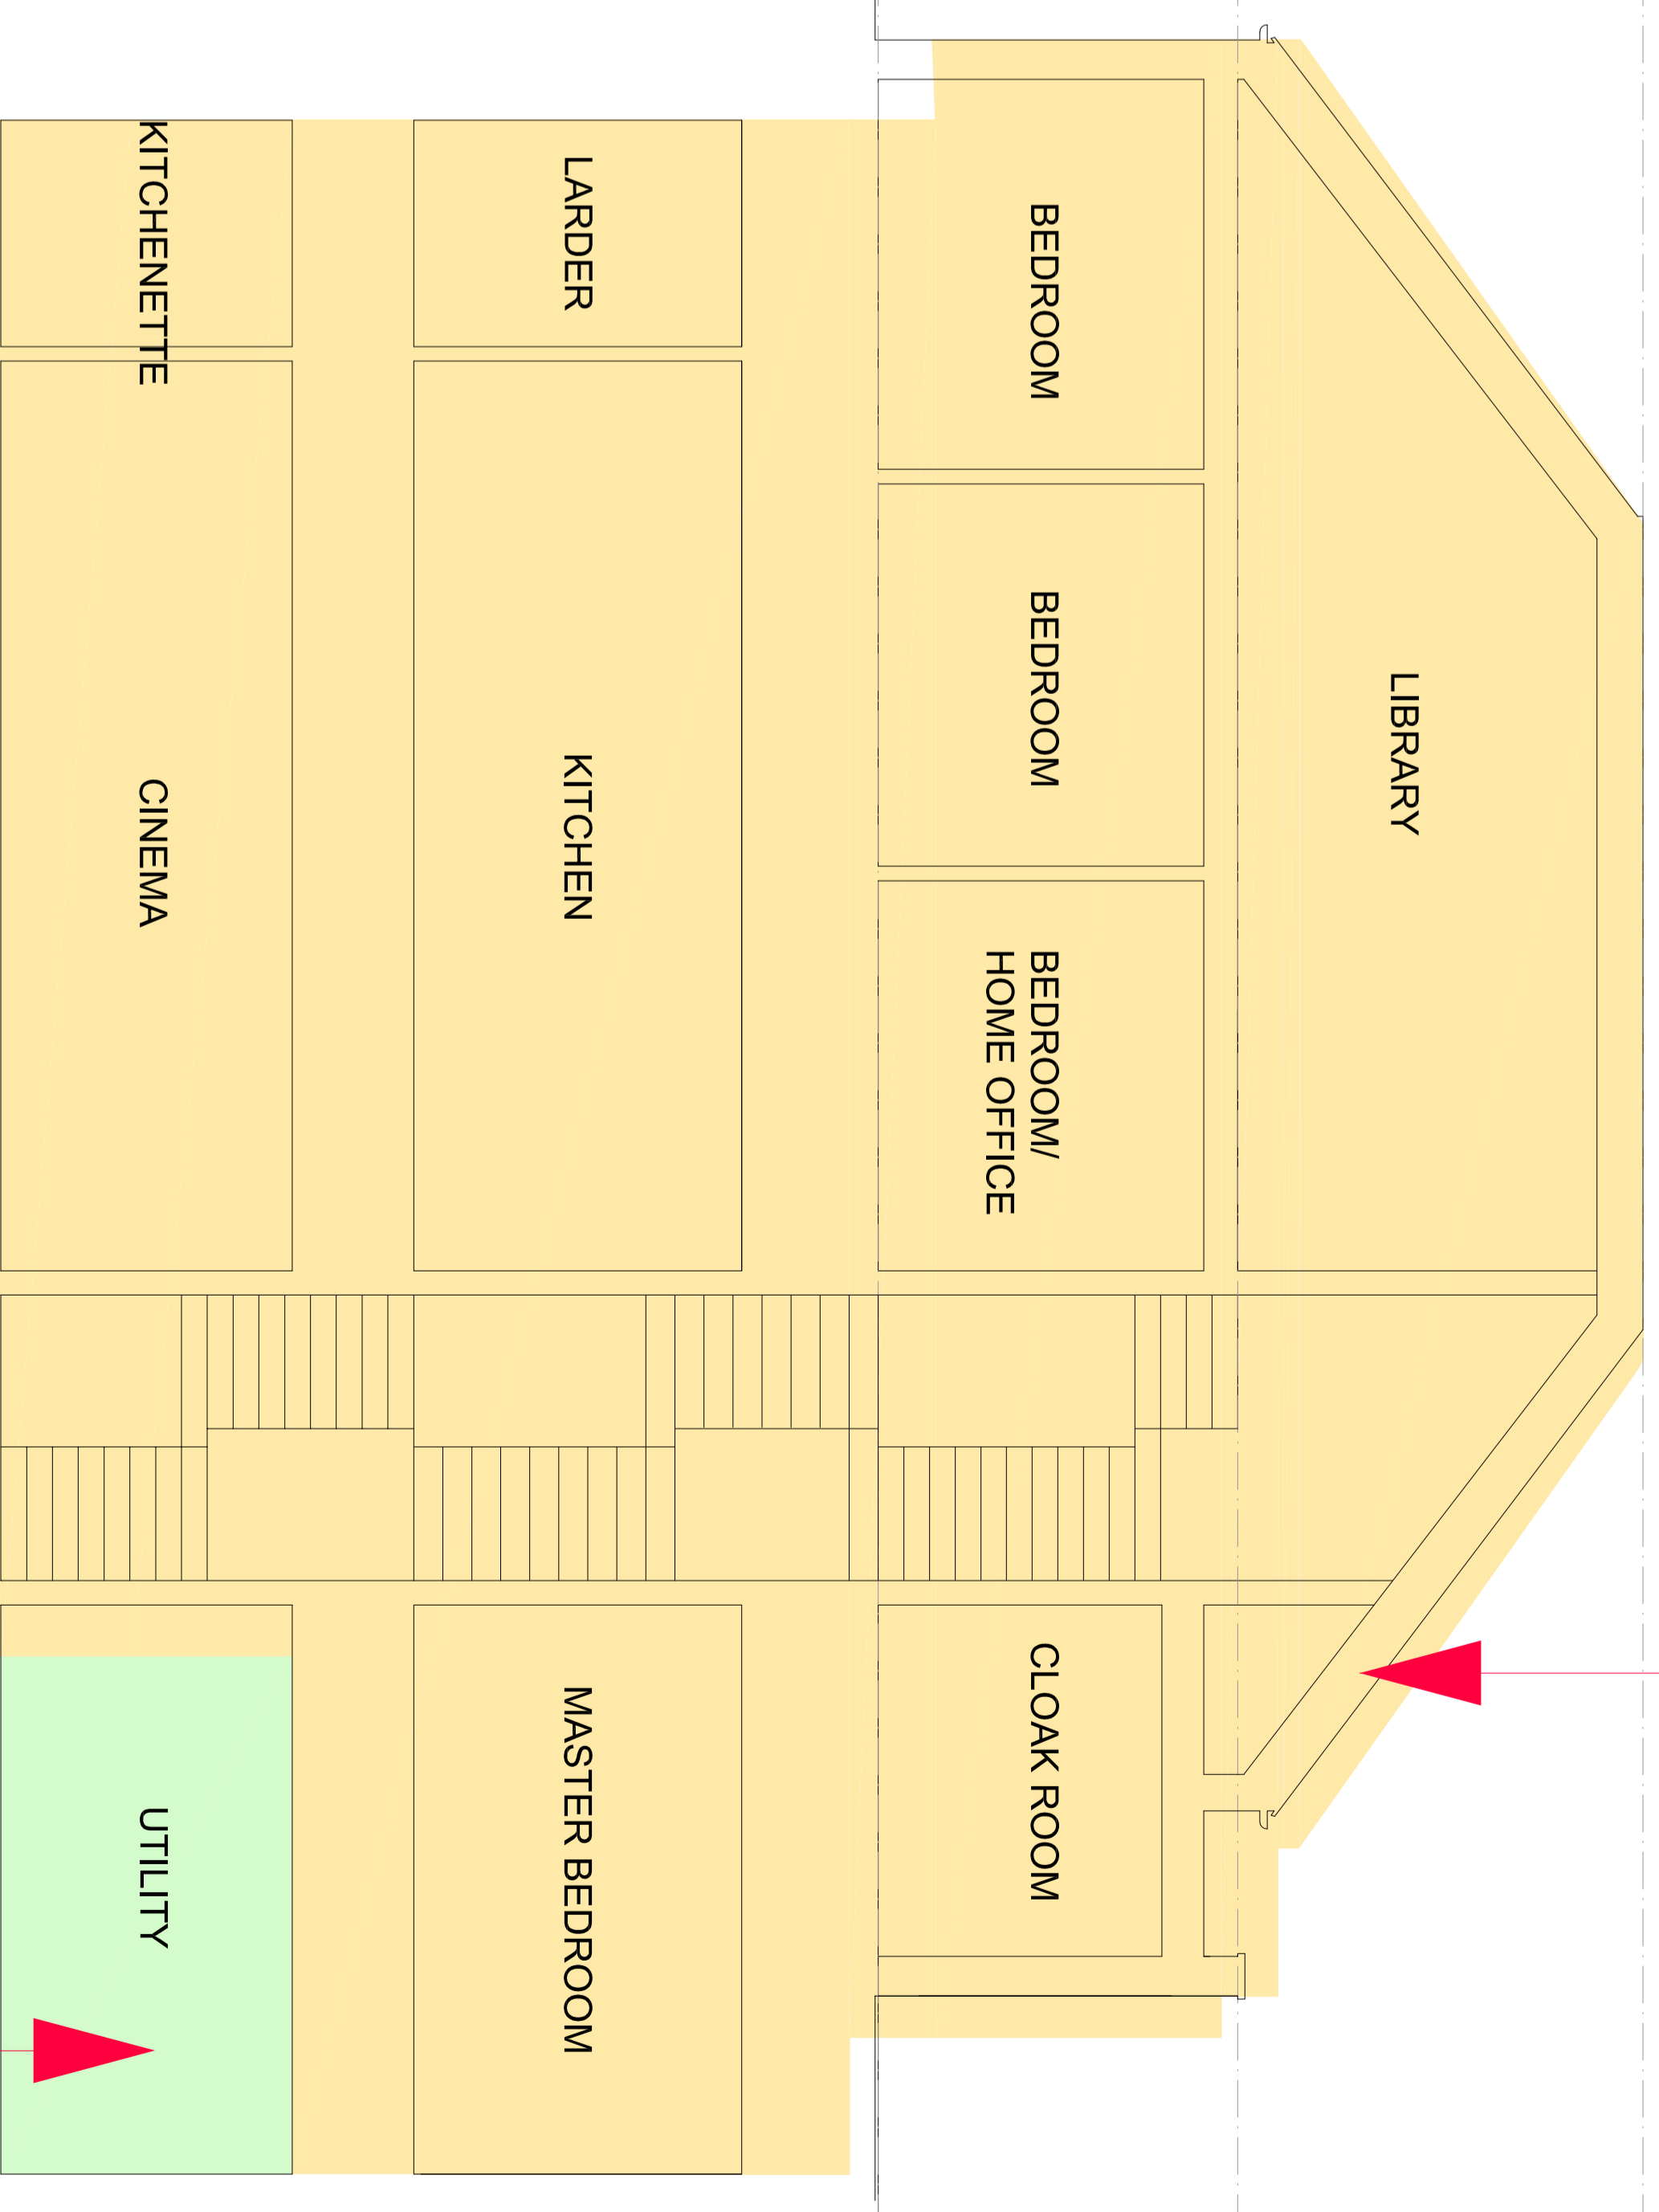 LIBRARY
BEDROOM
BEDROOM
BEDROOM/
HOME OFFICE
CLOAK ROOM
LARDER
KITCHEN
MASTER BEDROOM
KITCHENETTE
CINEMA
UTILITY